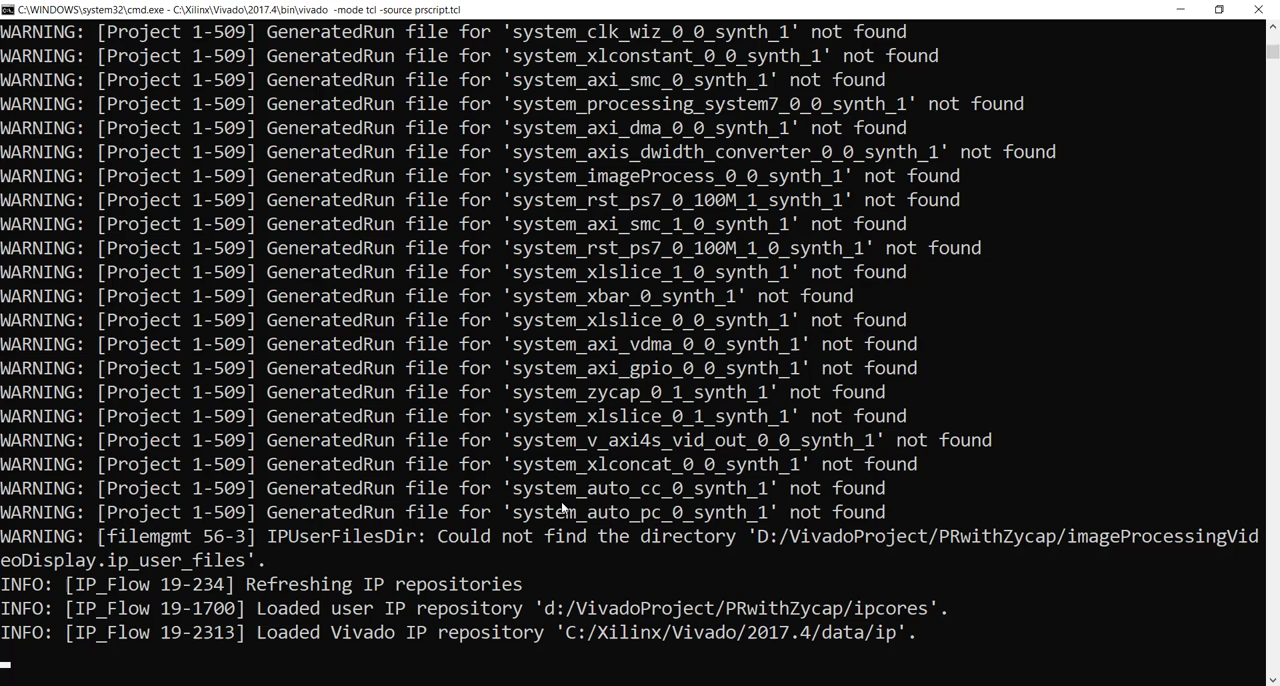 C:\WINDOWS\system32\cmd.exe - C:\Xilinx\Vivado\2017.4\bin\vivado -mode tcl -source prscript.tcl
WARNING: [Project 1-509] GeneratedRun file for 'system_clk_wiz_0_0_synth_1' not found
WARNING: [Project 1-509] GeneratedRun file for 'system_xlconstant_0_0_synth_1' not found
WARNING: [Project 1-509] GeneratedRun file for 'system_axi_smc_0_synth_1' not found
WARNING: [Project 1-509] GeneratedRun file for 'system_processing_system7_0_0_synth_1' not found
WARNING: [Project 1-509] GeneratedRun file for 'system_axi_dma_0_0_synth_1' not found
WARNING: [Project 1-509] GeneratedRun file for 'system_axis_dwidth_converter_0_0_synth_1' not found
WARNING: [Project 1-509] GeneratedRun file for 'system_imageProcess_0_0_synth_1' not found
WARNING: [Project 1-509] GeneratedRun file for 'system_rst_ps7_0_100M_1_synth_1' not found
WARNING: [Project 1-509] GeneratedRun file for 'system_axi_smc_1_0_synth_1' not found
WARNING: [Project 1-509] GeneratedRun file for 'system_rst_ps7_0_100M_1_0_synth_1' not found
WARNING: [Project 1-509] GeneratedRun file for 'system_xlslice_1_0_synth_1' not found
WARNING: [Project 1-509] GeneratedRun file for 'system_xbar_0_synth_1' not found
WARNING: [Project 1-509] GeneratedRun file for 'system_xlslice_0_0_synth_1' not found
WARNING: [Project 1-509] GeneratedRun file for 'system_axi_vdma_0_0_synth_1' not found
WARNING: [Project 1-509] GeneratedRun file for 'system_axi_gpio_0_0_synth_1' not found
WARNING: [Project 1-509] GeneratedRun file for 'system_zycap_0_1_synth_1' not found
WARNING: [Project 1-509] GeneratedRun file for 'system_xlslice_0_1_synth_1' not found
WARNING: [Project 1-509] GeneratedRun file for 'system_v_axi4s_vid_out_0_0_synth_1' not found
WARNING: [Project 1-509] GeneratedRun file for 'system_xlconcat_0_0_synth_1' not found
WARNING: [Project 1-509] GeneratedRun file for 'system_auto_cc_0_synth_1' not found
WARNING: [Project 1-509] GeneratedRun file for 'system_auto_pc_0_synth_1' not found
WARNING: [filemgmt 56-3] IPUserFilesDir: Could not find the directory 'D:/VivadoProject/PRwithZycap/imageProcessingVid
eoDisplay.ip_user_files'.
INFO: [IP_Flow 19-234] Refreshing IP repositories
INFO: [IP_Flow 19-1700] Loaded user IP repository 'd:/VivadoProject/PRwithZycap/ipcores'.
INFO: [IP_Flow 19-2313] Loaded Vivado IP repository 'C:/Xilinx/Vivado/2017.4/data/ip'.